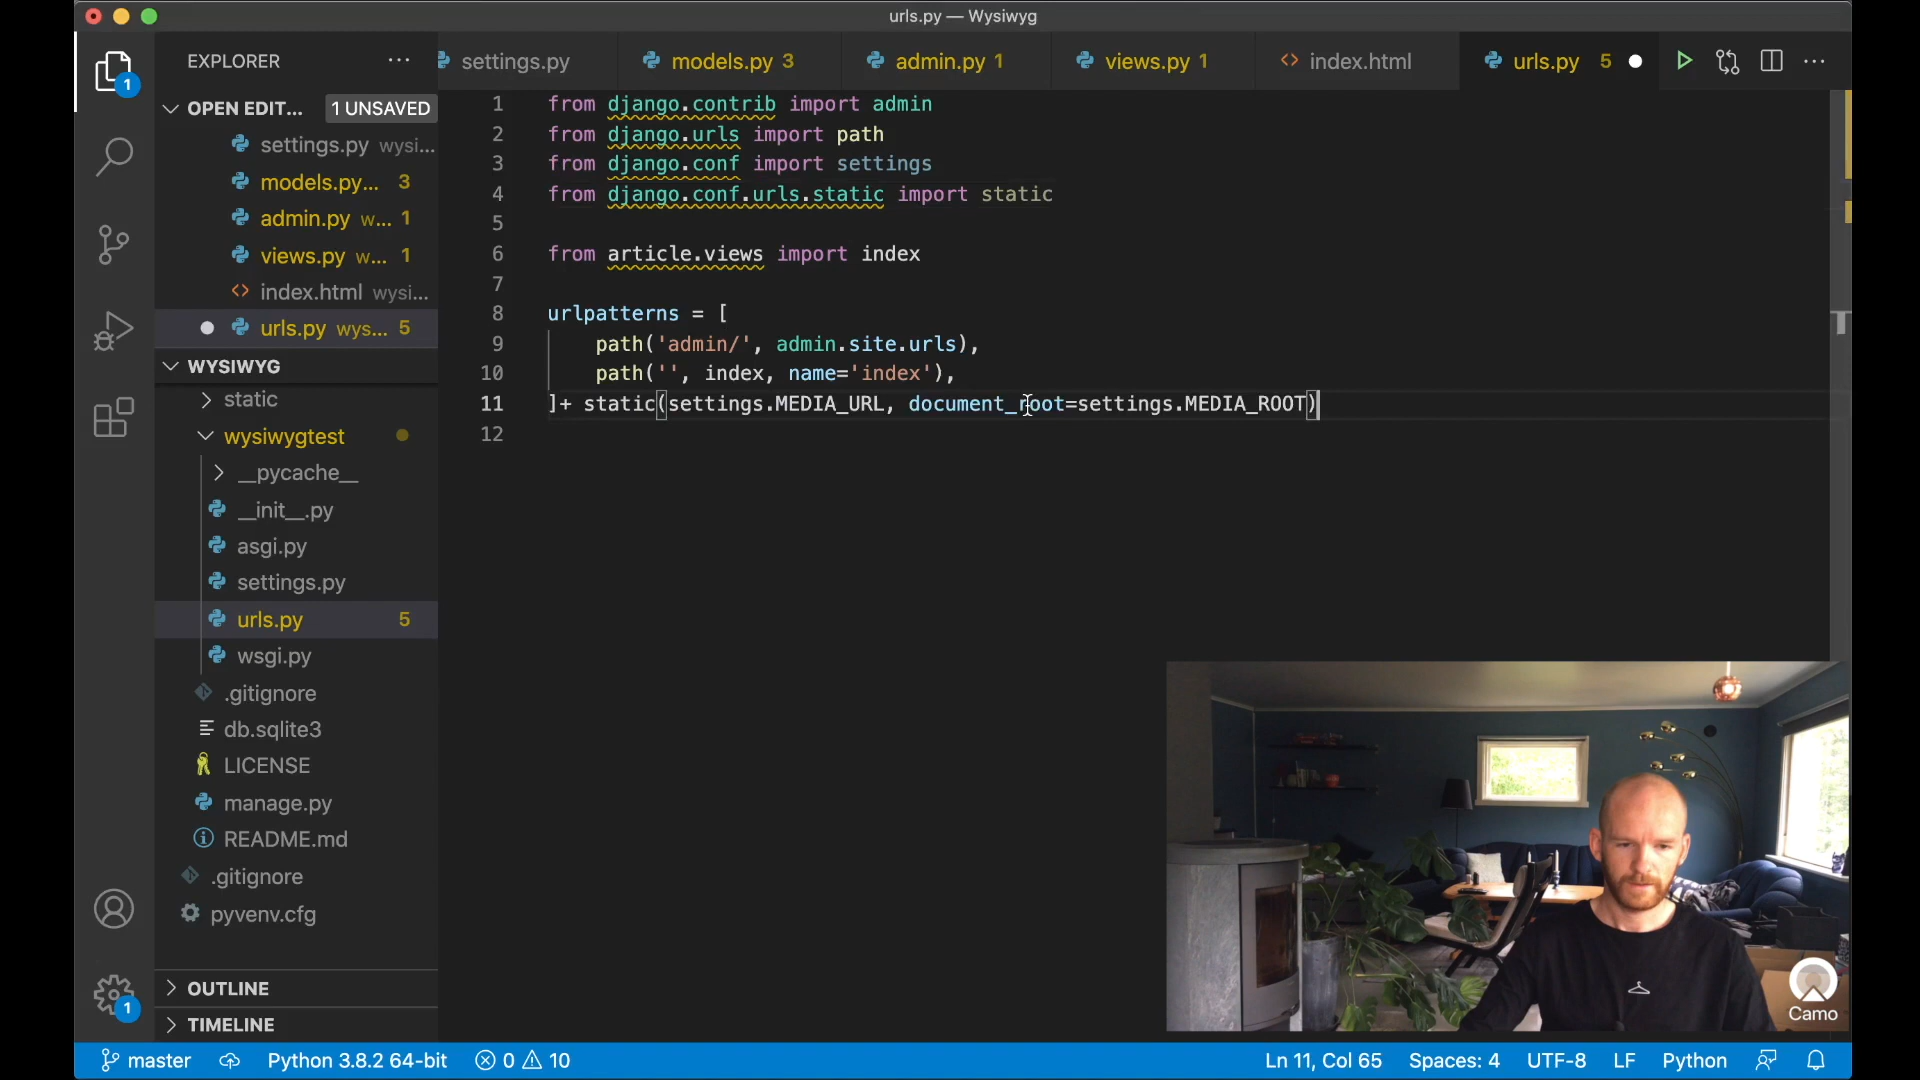 urls.py — Wysiwyg
EXPLORER
settings.py
models.py 3
admin.py 1
views.py 1
index.html
urls.py 5
OPEN EDIT...
1 UNSAVED
settings.py wysi...
models.py... 3
admin.py w... 1
views.py w... 1
index.html wysi...
urls.py wys... 5
WYSIWYG
static
wysiwygtest
__pycache__
__init__.py
asgi.py
settings.py
urls.py 5
wsgi.py
.gitignore
db.sqlite3
LICENSE
manage.py
README.md
.gitignore
pyvenv.cfg
OUTLINE
TIMELINE
1
1
1 from django.contrib import admin
2 from django.urls import path
3 from django.conf import settings
4 from django.conf.urls.static import static
5
6 from article.views import index
7
8 urlpatterns = [
9 path('admin/', admin.site.urls),
10 path('', index, name='index'),
11 ]+ static(settings.MEDIA_URL, document_root=settings.MEDIA_ROOT)
12
Camo
master
Python 3.8.2 64-bit
0
10
Ln 11, Col 65
Spaces: 4
UTF-8
LF
Python